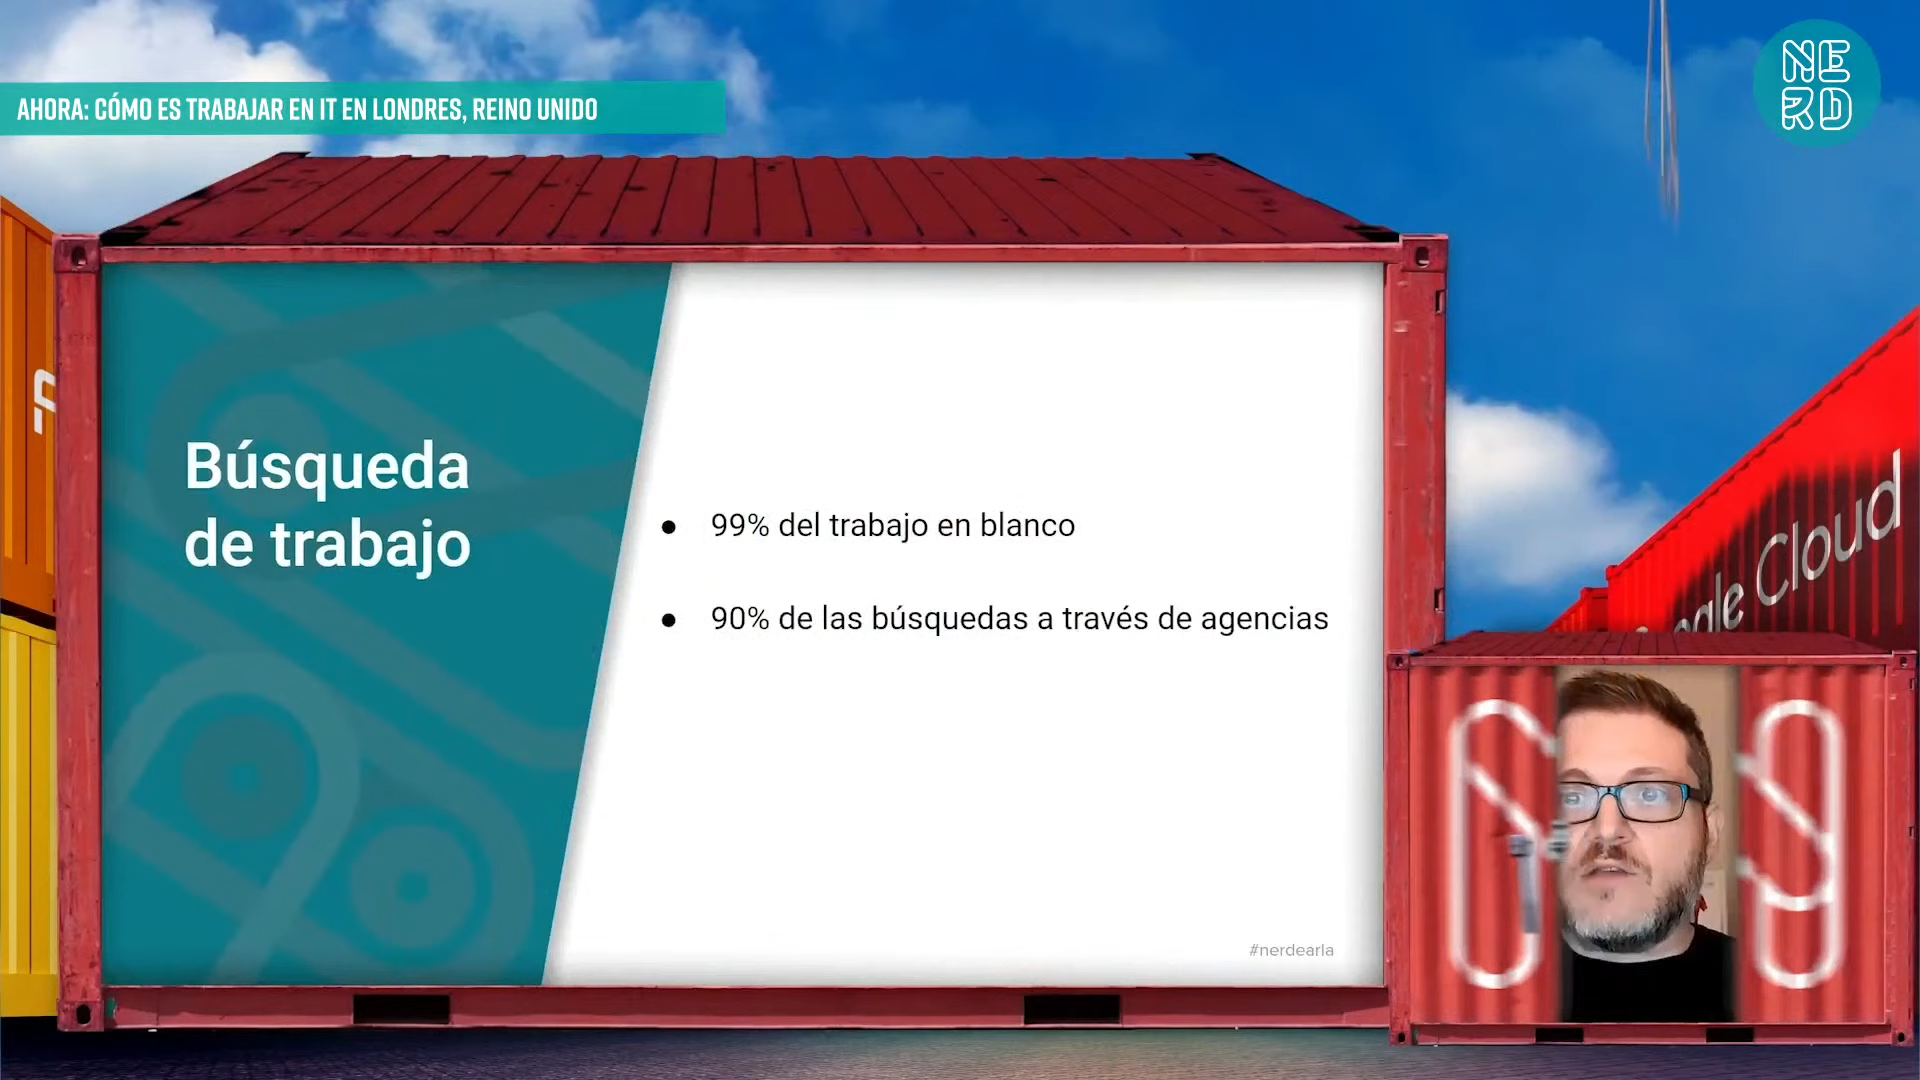 AHORA: CÓMO ES TRABAJAR EN IT EN LONDRES, REINO UNIDO
NE
RD
Búsqueda
de trabajo
● 99% del trabajo en blanco
● 90% de las búsquedas a través de agencias
#nerdearla
Cloud